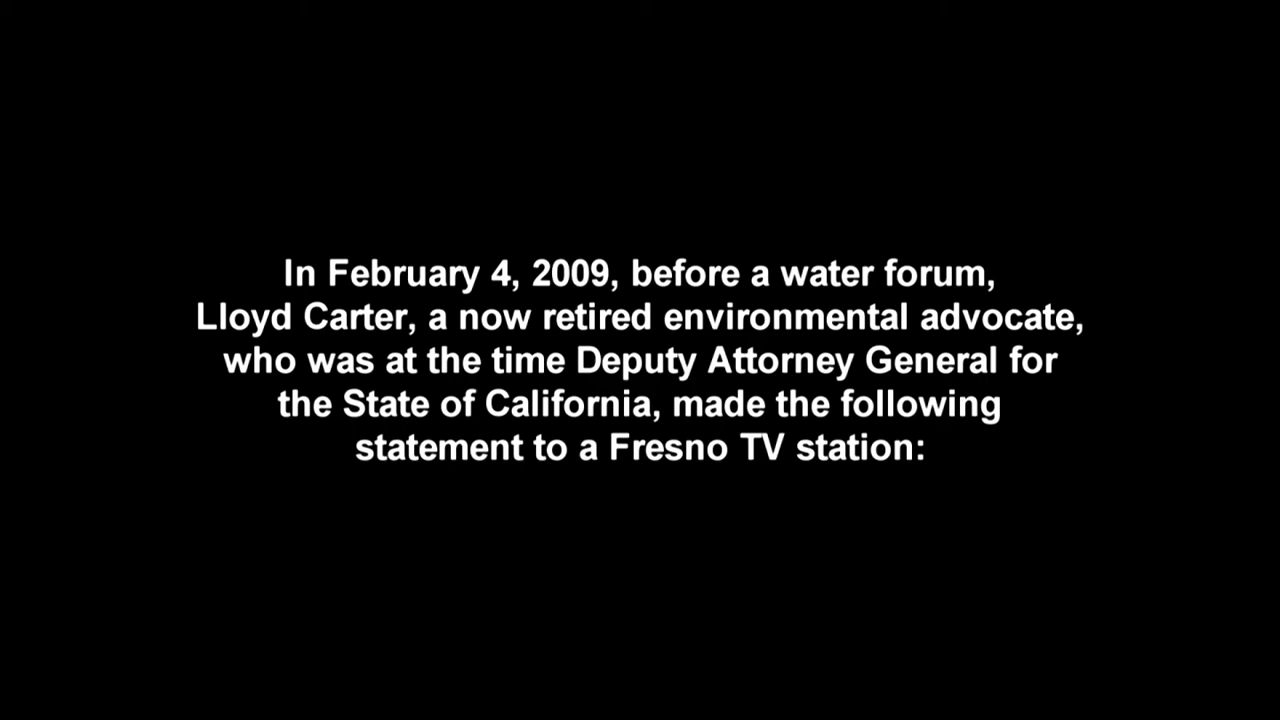 In February 4, 2009, before a water forum,
Lloyd Carter, a now retired environmental advocate,
who was at the time Deputy Attorney General for
the State of California, made the following
statement to a Fresno TV station: